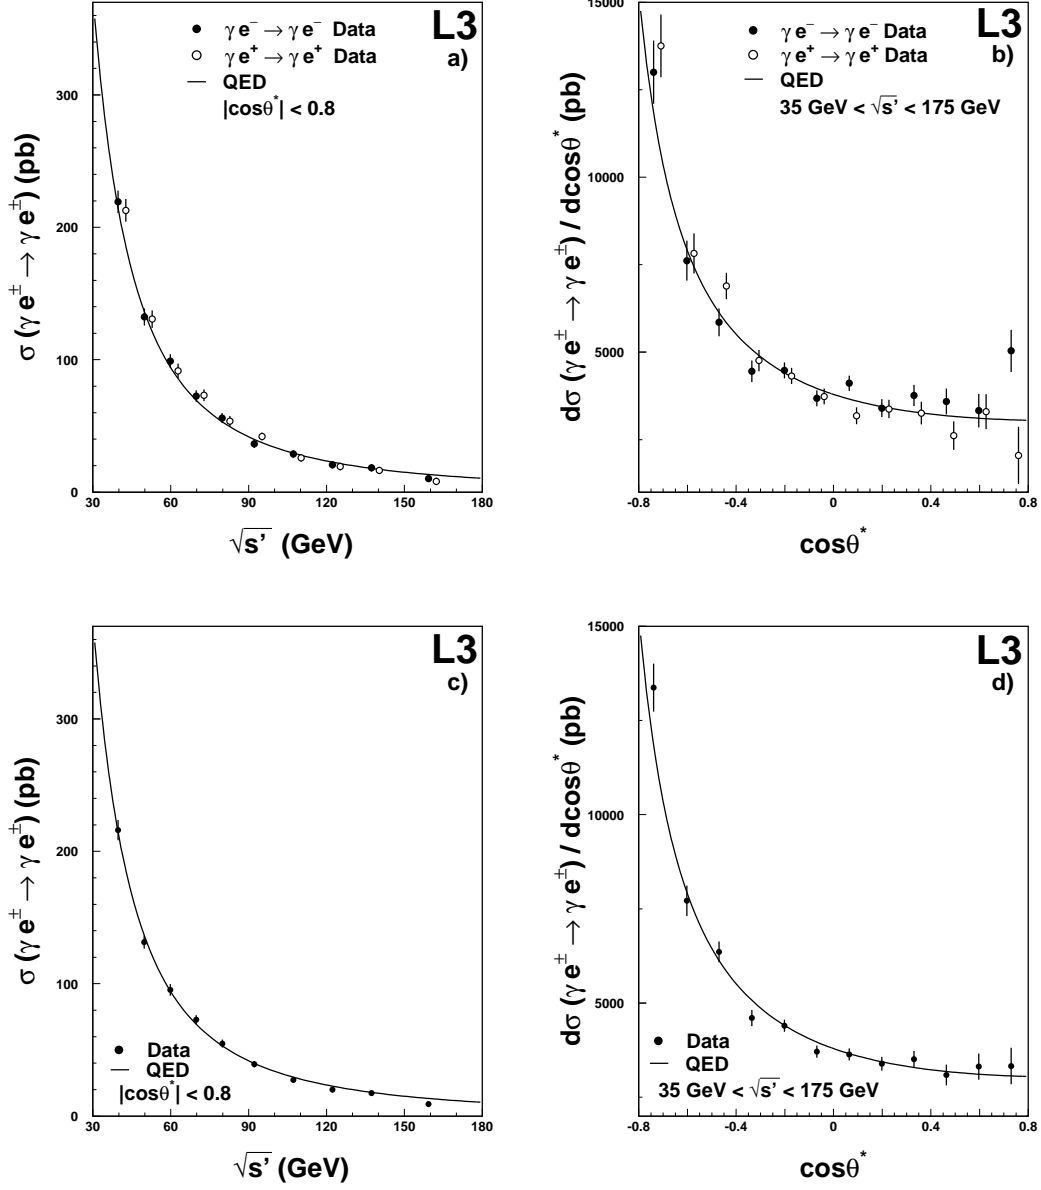 L3
a)
γ e⁻ → γ e⁻ Data
γ e⁺ → γ e⁺ Data
QED
|cosθ*| < 0.8
σ (γ e± → γ e±) (pb)
300
200
100
0
30 60 90 120 150 180
√s’ (GeV)
L3
b)
γ e⁻ → γ e⁻ Data
γ e⁺ → γ e⁺ Data
QED
35 GeV < √s’ < 175 GeV
dσ (γ e± → γ e±) / dcosθ* (pb)
15000
10000
5000
-0.8 -0.4 0 0.4 0.8
cosθ*
L3
c)
σ (γ e± → γ e±) (pb)
300
200
100
0
Data
QED
|cosθ*| < 0.8
30 60 90 120 150 180
√s’ (GeV)
L3
d)
dσ (γ e± → γ e±) / dcosθ* (pb)
15000
10000
5000
Data
QED
35 GeV < √s’ < 175 GeV
-0.8 -0.4 0 0.4 0.8
cosθ*